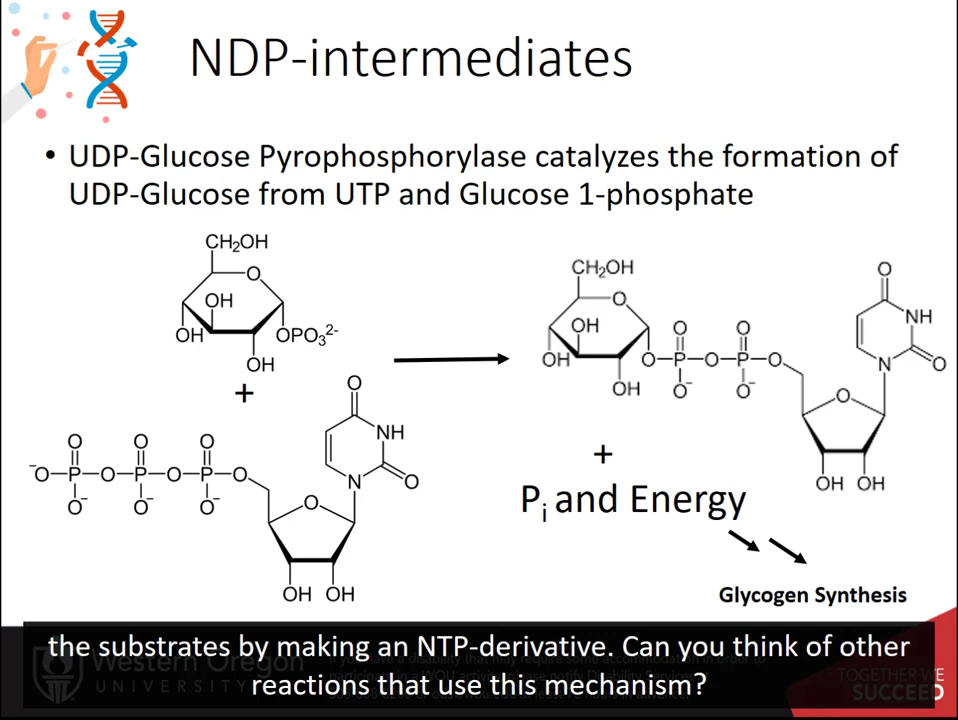 NDP-intermediates
• UDP-Glucose Pyrophosphorylase catalyzes the formation of
UDP-Glucose from UTP and Glucose 1-phosphate
CH₂OH
O
OH
OH
OPO₃²⁻
OH
+
O
NH
N
O
O O O
⁻O–P–O–P–O–P–O
O⁻ O⁻ O⁻
O
OH OH
CH₂OH
O
OH
OH
OH
O O
O–P–O–P–O
O⁻ O⁻
O
NH
N
O
O
OH OH
+
Pᵢ and Energy
Glycogen Synthesis
the substrates by making an NTP-derivative. Can you think of other
reactions that use this mechanism?
Western Oregon
UNIVERSITY
TOGETHER WE
SUCCEED